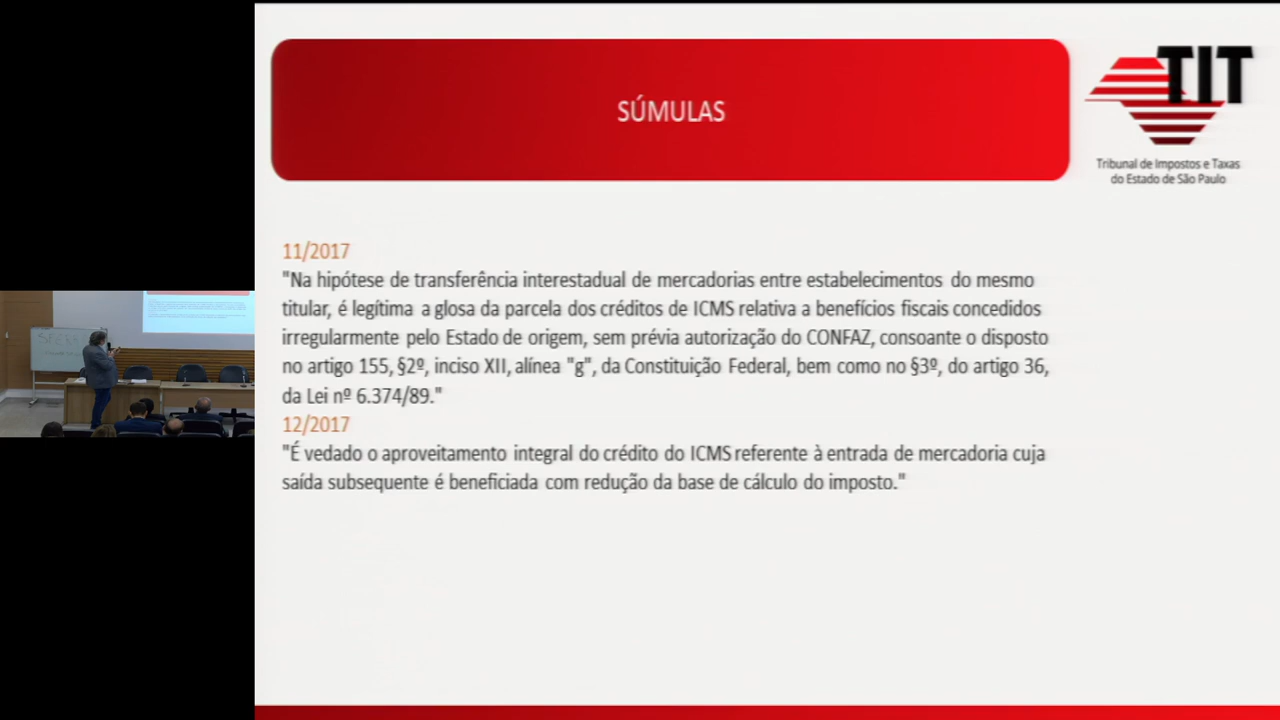 SÚMULAS
TIT
Tribunal de Impostos e Taxas
do Estado de São Paulo
11/2017
"Na hipótese de transferência interestadual de mercadorias entre estabelecimentos do mesmo
titular, é legítima a glosa da parcela dos créditos de ICMS relativa a benefícios fiscais concedidos
irregularmente pelo Estado de origem, sem prévia autorização do CONFAZ, consoante o disposto
no artigo 155, §2º, inciso XII, alínea "g", da Constituição Federal, bem como no §3º, do artigo 36,
da Lei nº 6.374/89."
12/2017
"É vedado o aproveitamento integral do crédito do ICMS referente à entrada de mercadoria cuja
saída subsequente é beneficiada com redução da base de cálculo do imposto."